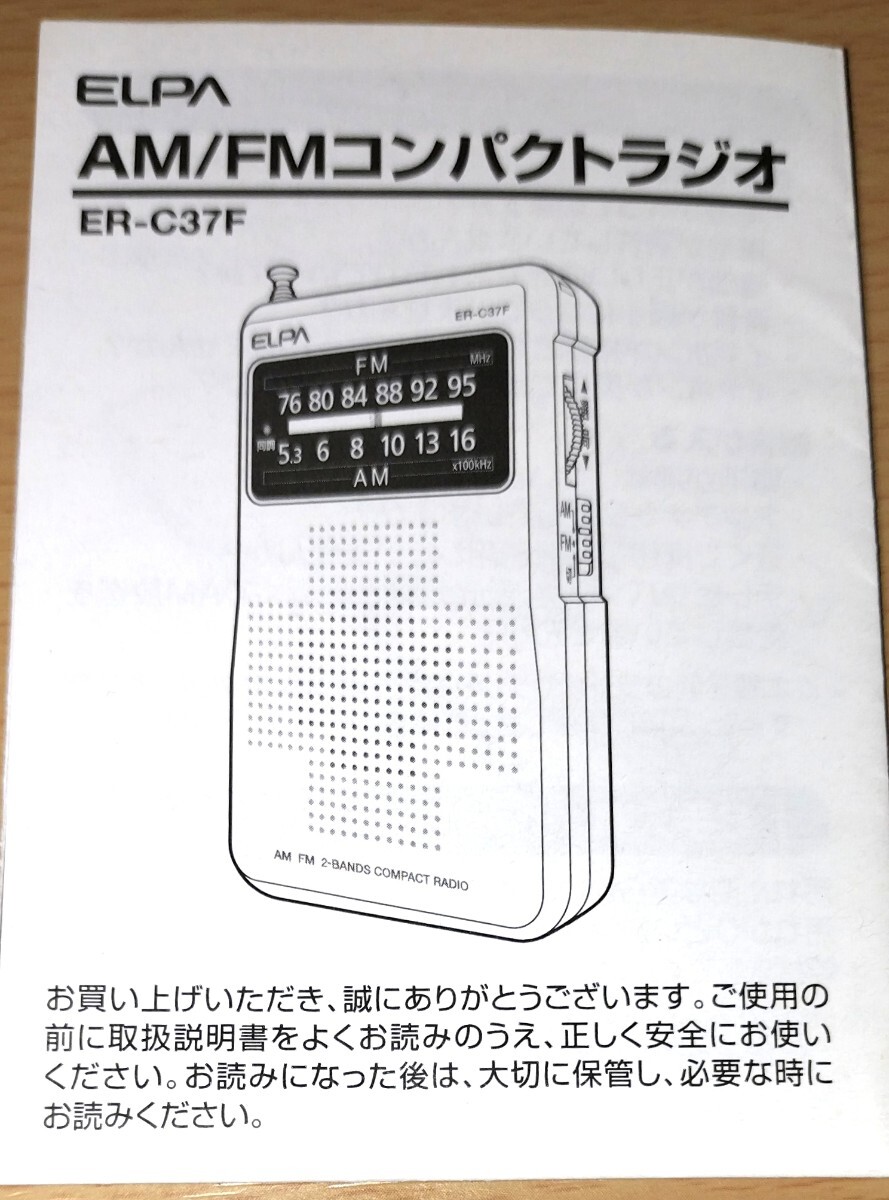 ELPA
AM/FMコンパクトラジオ
ER-C37F
ER-C37F
ELPA
FM
MHz
76 80 84 88 92 95
同調
5.3 6 8 10 13 16
x100kHz
AM
AM
FM
AM FM 2-BANDS COMPACT RADIO
お買い上げいただき、誠にありがとうございます。ご使用の
前に取扱説明書をよくお読みのうえ、正しく安全にお使い
ください。お読みになった後は、大切に保管し、必要な時に
お読みください。